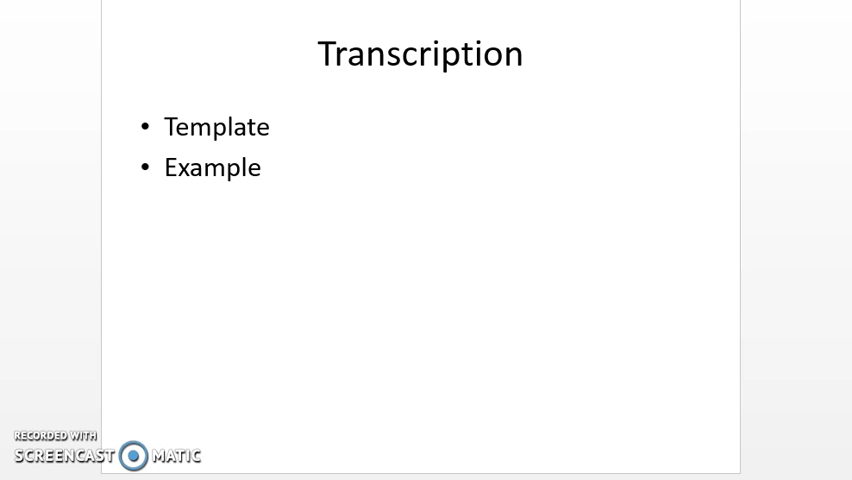 Transcription
• Template
• Example
RECORDED WITH
SCREENCAST MATIC